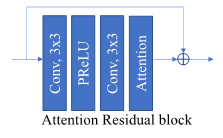 Conv, 3x3
PReLU
Conv, 3x3
Attention
Attention Residual block